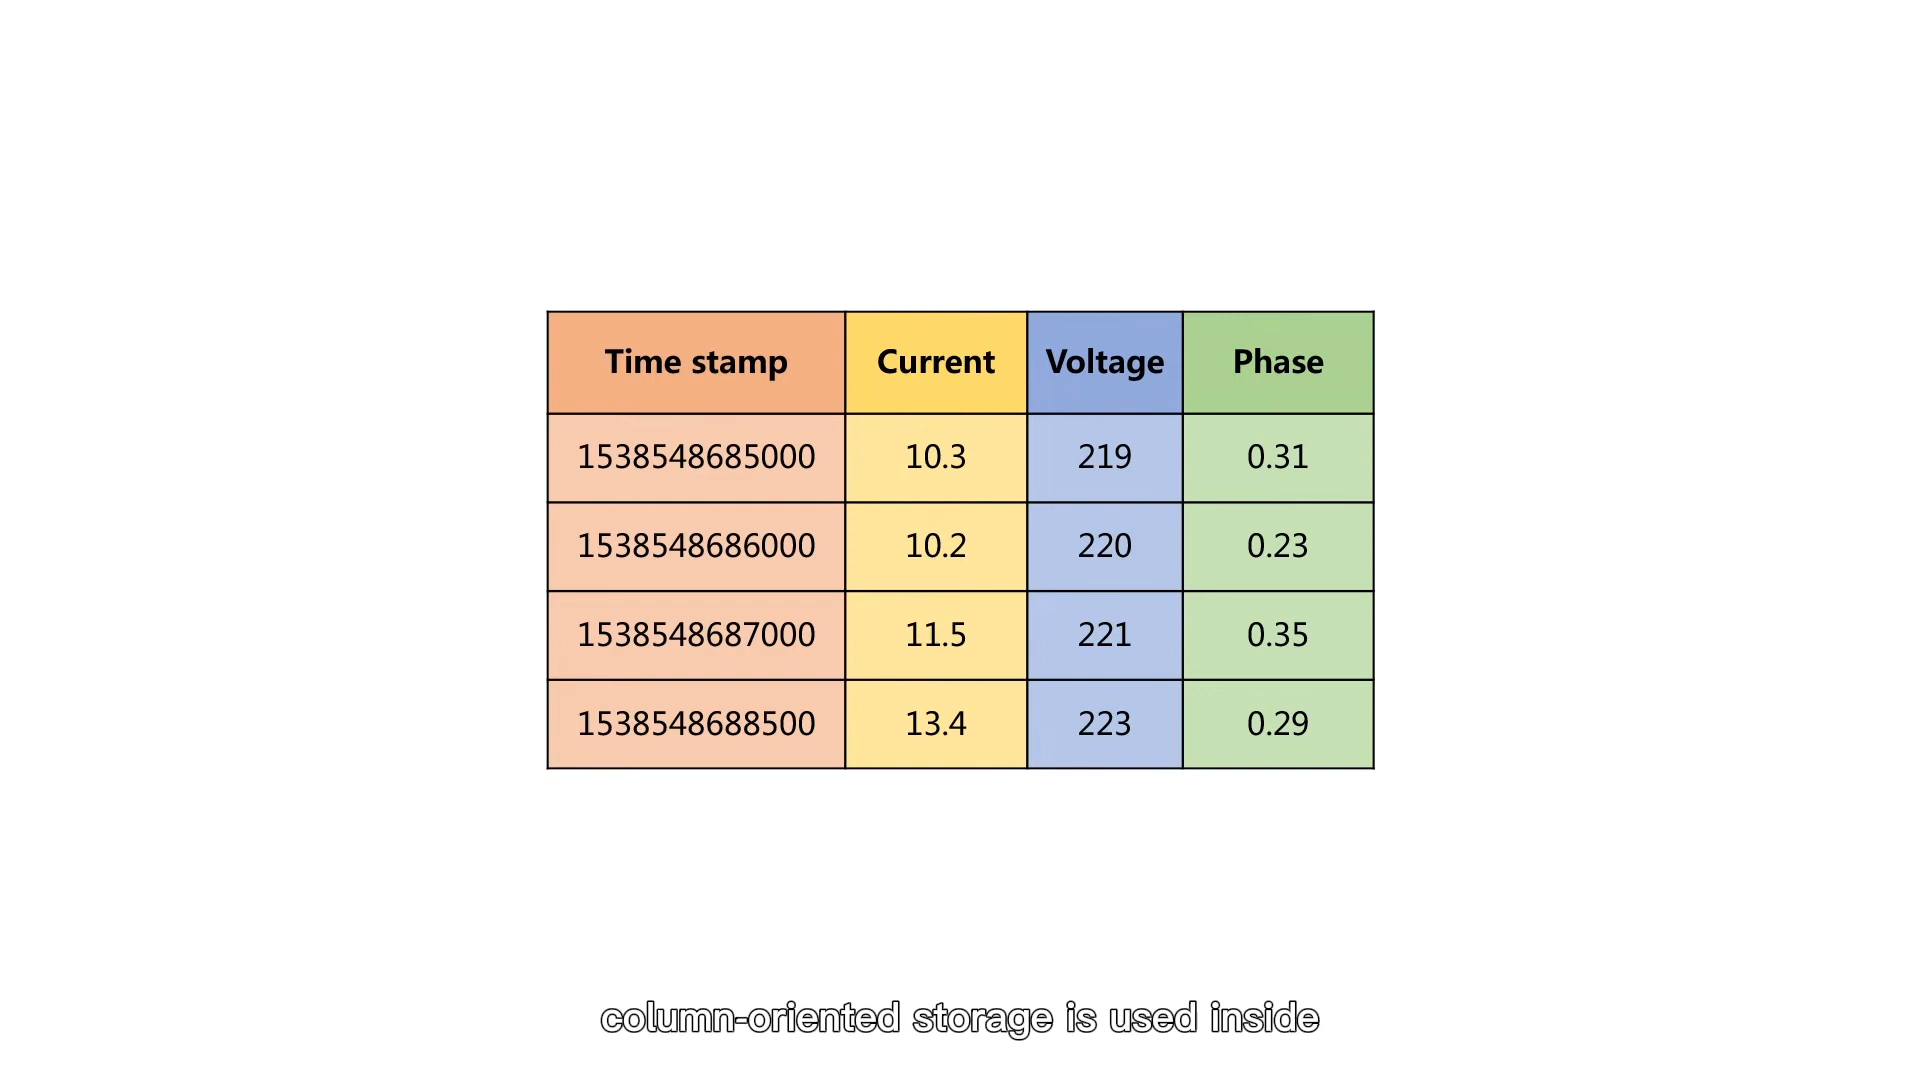 Time stamp Current Voltage Phase
1538548685000 10.3 219 0.31
1538548686000 10.2 220 0.23
1538548687000 11.5 221 0.35
1538548688500 13.4 223 0.29
column-oriented storage is used inside